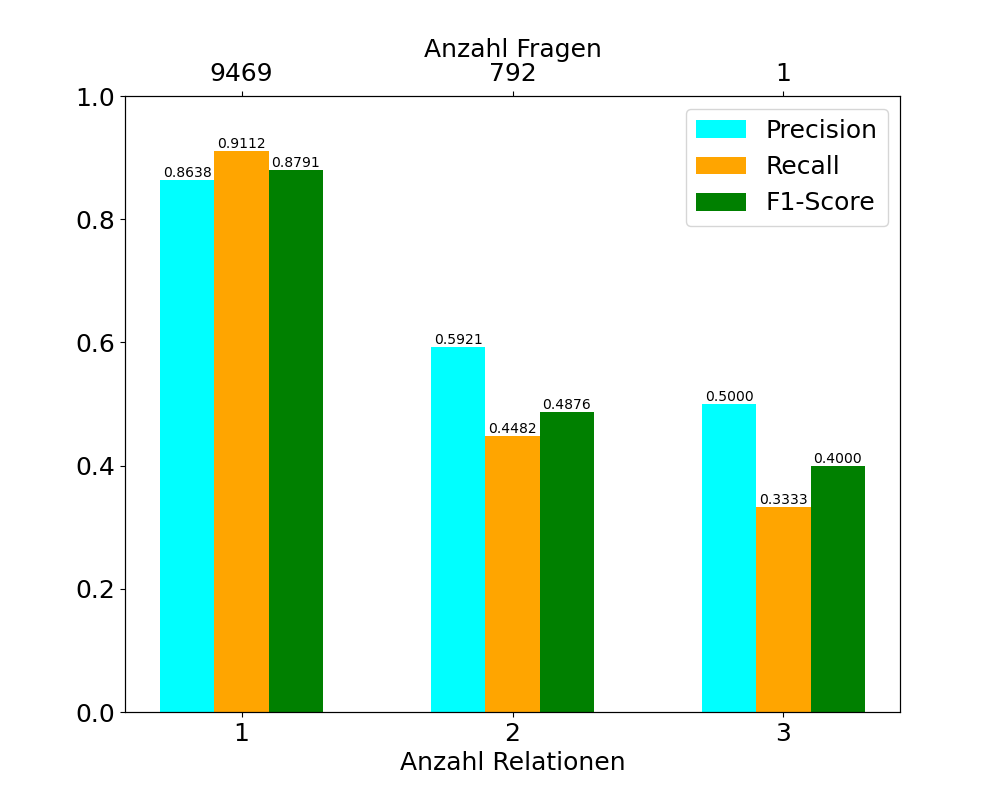 Anzahl Fragen
9469 792 1
1.0
0.8
0.6
0.4
0.2
0.0
Precision
Recall
F1-Score
0.8638 0.9112 0.8791
0.5921 0.4482 0.4876
0.5000 0.3333 0.4000
1 2 3
Anzahl Relationen